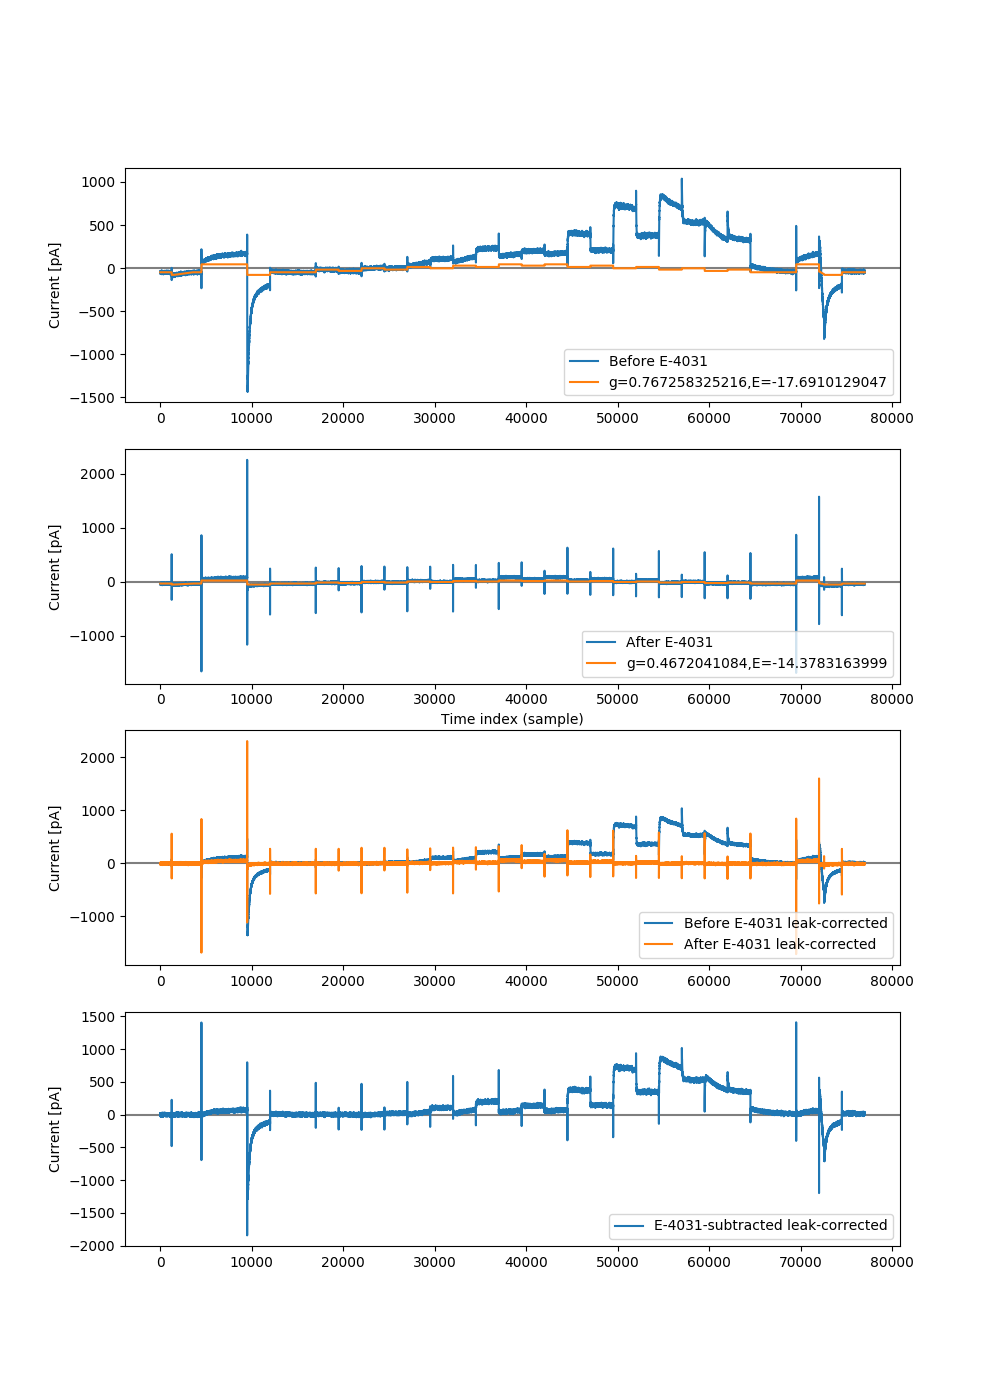 1000
500
0
−500
−1000
−1500
Current [pA]
Before E-4031
g=0.767258325216,E=-17.6910129047
0 10000 20000 30000 40000 50000 60000 70000 80000
2000
1000
0
−1000
Current [pA]
After E-4031
g=0.4672041084,E=-14.3783163999
0 10000 20000 30000 40000 50000 60000 70000 80000
Time index (sample)
2000
1000
0
−1000
Current [pA]
Before E-4031 leak-corrected
After E-4031 leak-corrected
0 10000 20000 30000 40000 50000 60000 70000 80000
1500
1000
500
0
−500
−1000
−1500
−2000
Current [pA]
E-4031-subtracted leak-corrected
0 10000 20000 30000 40000 50000 60000 70000 80000